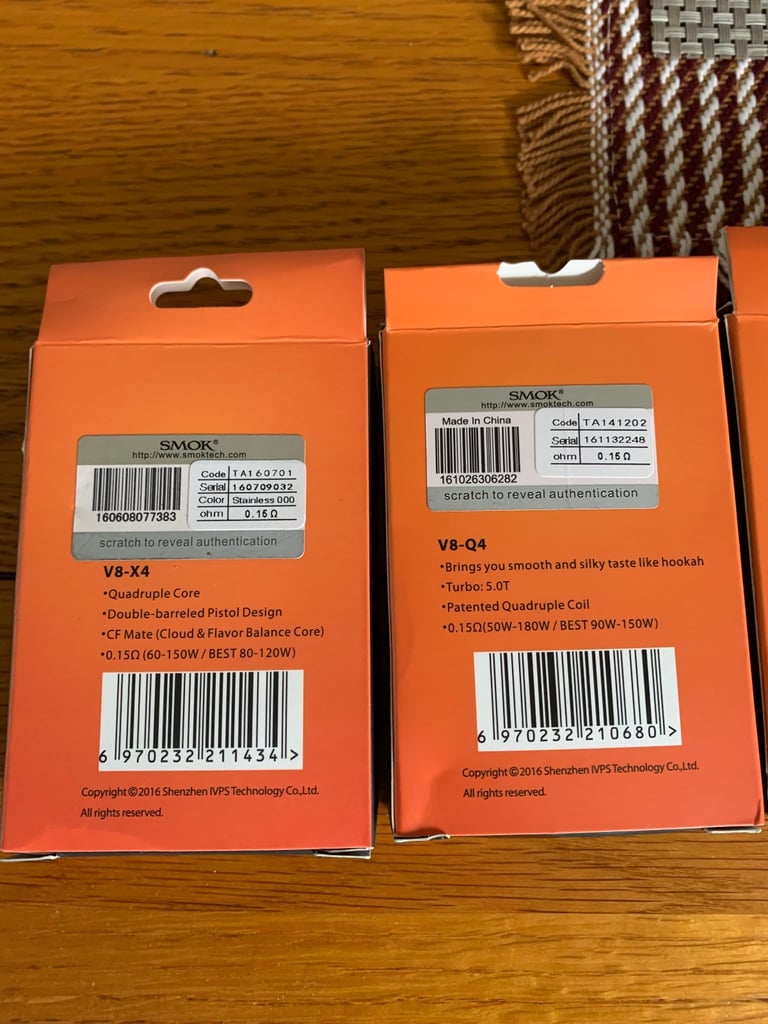 SMOK®
http://www.smoktech.com
Code TA160701
Serial 160709032
Color Stainless 000
ohm 0.15Ω
160608077383
scratch to reveal authentication
V8-X4
•Quadruple Core
•Double-barreled Pistol Design
•CF Mate (Cloud & Flavor Balance Core)
•0.15Ω (60-150W / BEST 80-120W)
6 970232 211434 >
Copyright©2016 Shenzhen IVPS Technology Co.,Ltd.
All rights reserved.
SMOK®
http://www.smoktech.com
Made In China
Code TA141202
Serial 161132248
ohm 0.15Ω
161026306282
scratch to reveal authentication
V8-Q4
•Brings you smooth and silky taste like hookah
•Turbo: 5.0T
•Patented Quadruple Coil
•0.15Ω(50W-180W / BEST 90W-150W)
6 970232 210680 >
Copyright©2016 Shenzhen IVPS Technology Co.,Ltd.
All rights reserved.